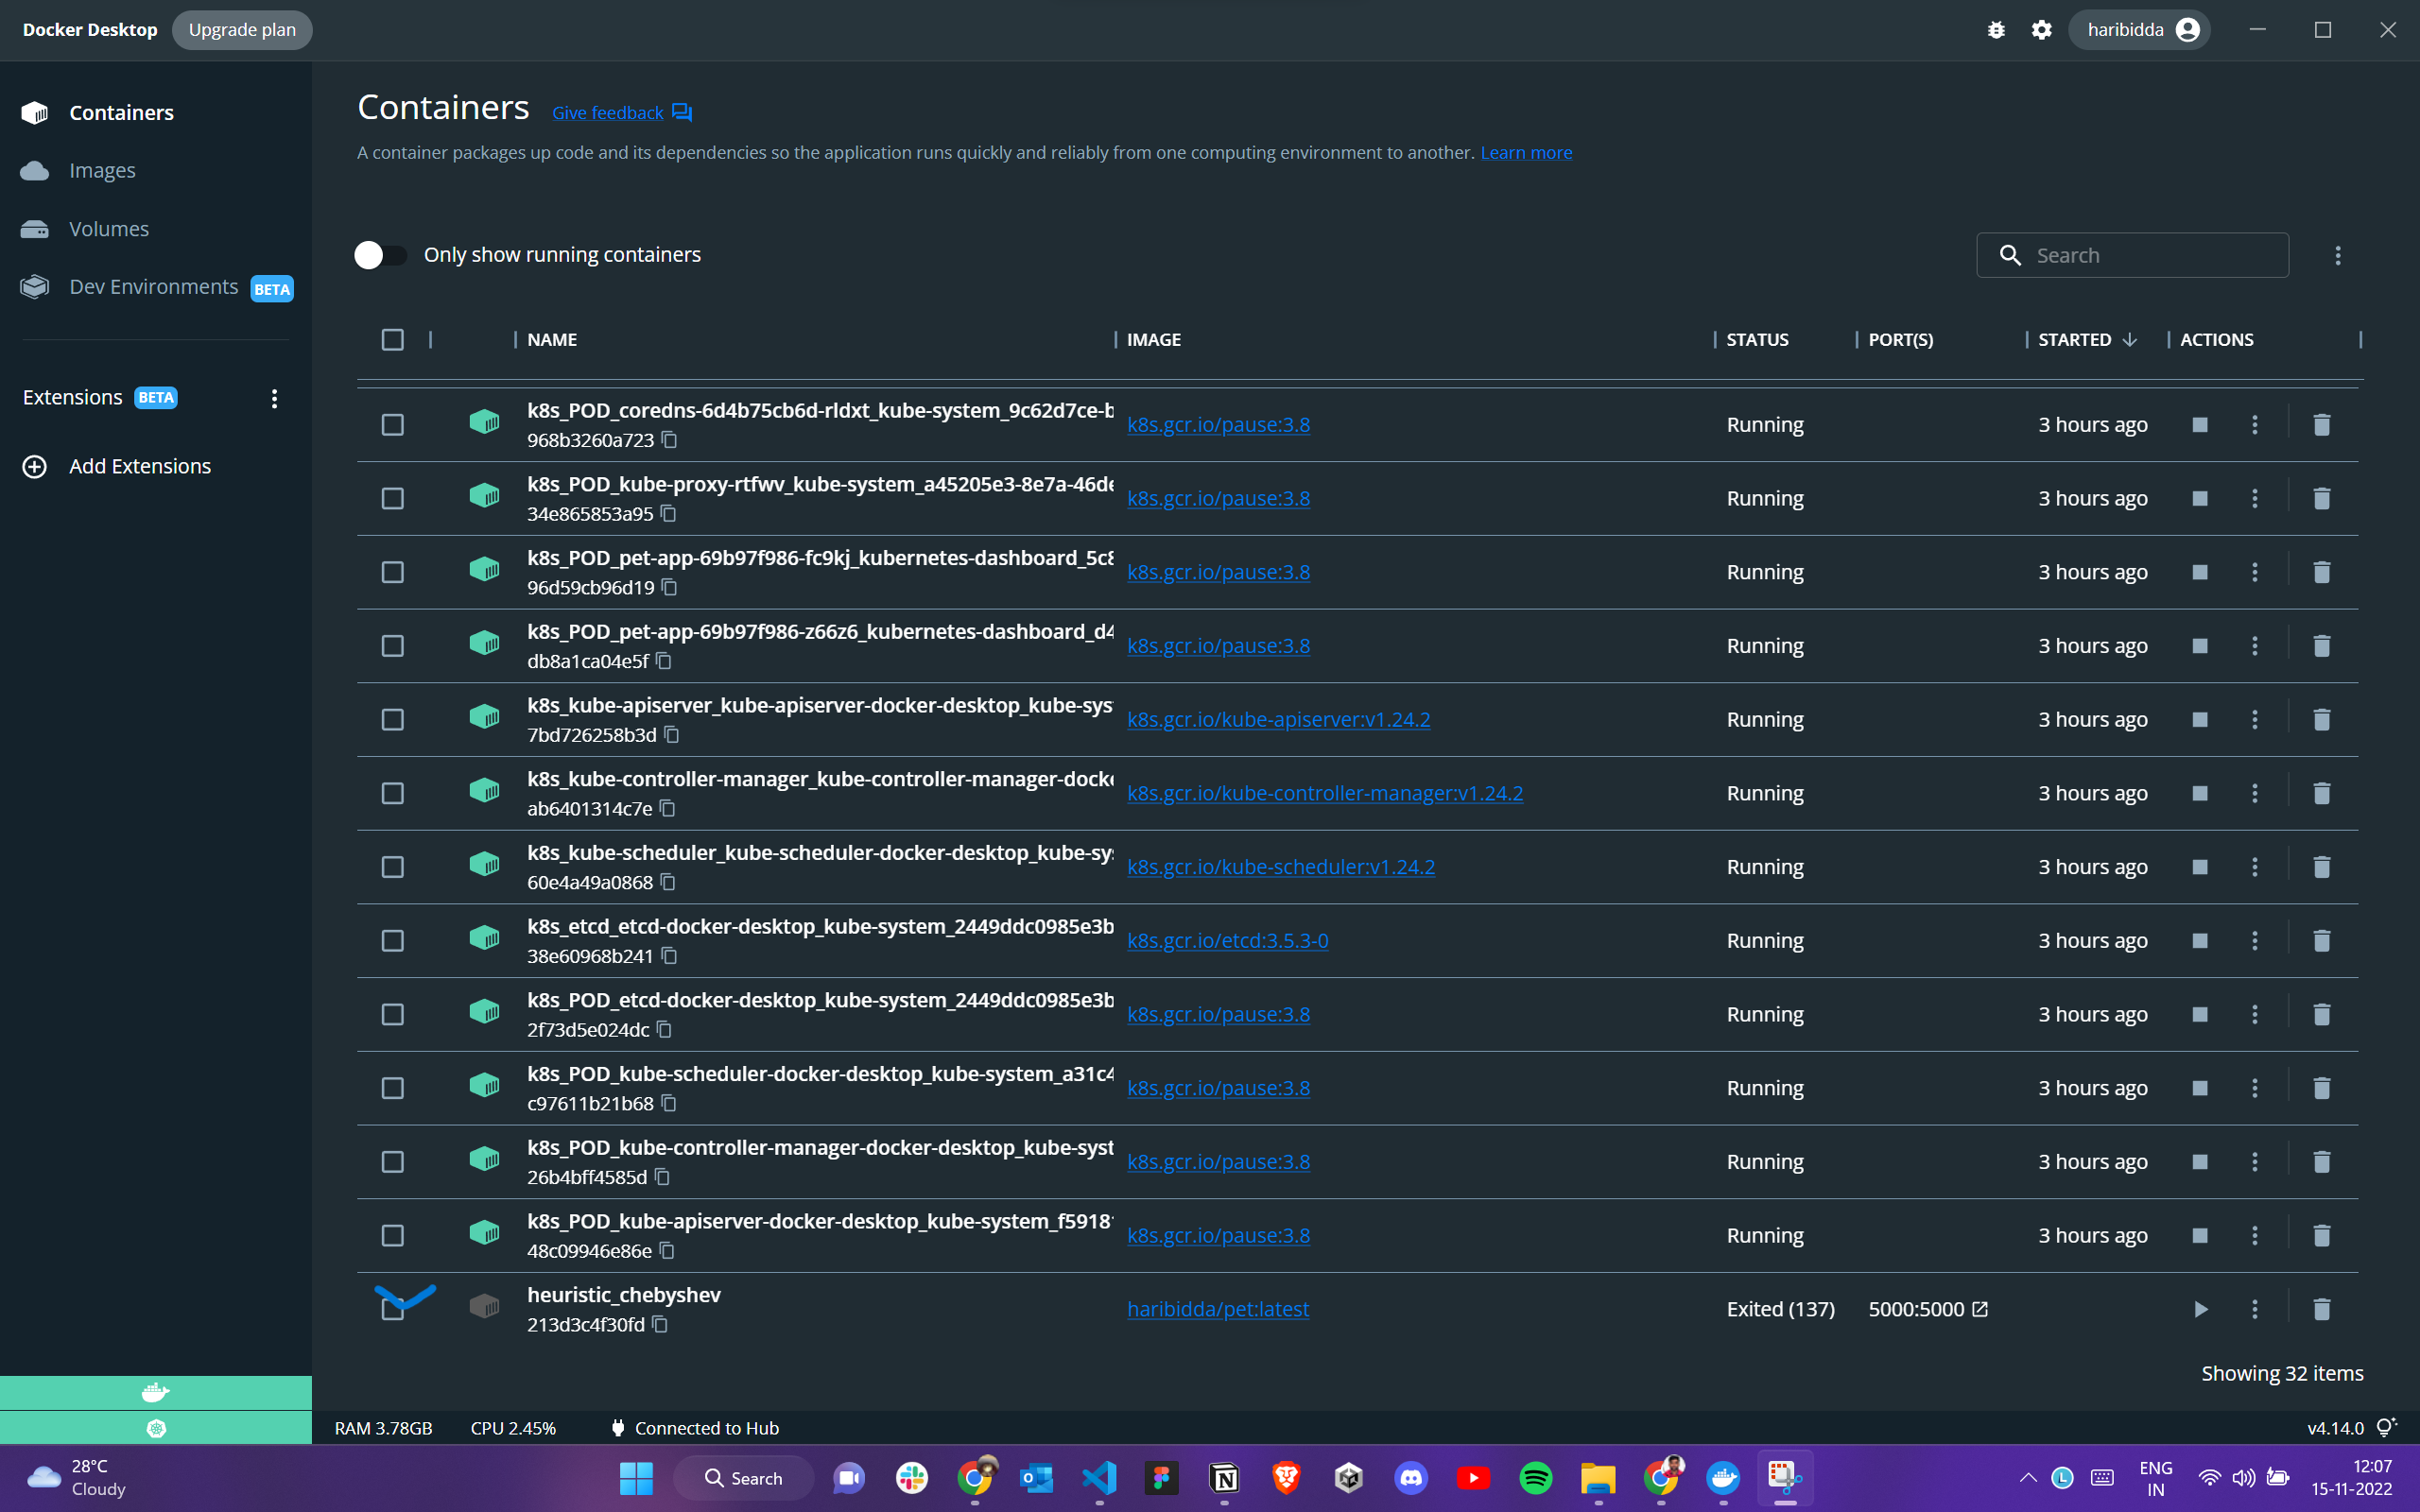 Docker Desktop Upgrade plan haribidda
Containers
Images
Volumes
Dev Environments BETA
Extensions BETA
Add Extensions
Containers Give feedback
A container packages up code and its dependencies so the application runs quickly and reliably from one computing environment to another. Learn more
Only show running containers Search
NAME IMAGE STATUS PORT(S) STARTED ACTIONS
k8s_POD_coredns-6d4b75cb6d-rldxt_kube-system_9c62d7ce-b
968b3260a723 k8s.gcr.io/pause:3.8 Running 3 hours ago
k8s_POD_kube-proxy-rtfwv_kube-system_a45205e3-8e7a-46de
34e865853a95 k8s.gcr.io/pause:3.8 Running 3 hours ago
k8s_POD_pet-app-69b97f986-fc9kj_kubernetes-dashboard_5c8
96d59cb96d19 k8s.gcr.io/pause:3.8 Running 3 hours ago
k8s_POD_pet-app-69b97f986-z66z6_kubernetes-dashboard_d4
db8a1ca04e5f k8s.gcr.io/pause:3.8 Running 3 hours ago
k8s_kube-apiserver_kube-apiserver-docker-desktop_kube-sys
7bd726258b3d k8s.gcr.io/kube-apiserver:v1.24.2 Running 3 hours ago
k8s_kube-controller-manager_kube-controller-manager-docke
ab6401314c7e k8s.gcr.io/kube-controller-manager:v1.24.2 Running 3 hours ago
k8s_kube-scheduler_kube-scheduler-docker-desktop_kube-sys
60e4a49a0868 k8s.gcr.io/kube-scheduler:v1.24.2 Running 3 hours ago
k8s_etcd_etcd-docker-desktop_kube-system_2449ddc0985e3b
38e60968b241 k8s.gcr.io/etcd:3.5.3-0 Running 3 hours ago
k8s_POD_etcd-docker-desktop_kube-system_2449ddc0985e3b
2f73d5e024dc k8s.gcr.io/pause:3.8 Running 3 hours ago
k8s_POD_kube-scheduler-docker-desktop_kube-system_a31c4
c97611b21b68 k8s.gcr.io/pause:3.8 Running 3 hours ago
k8s_POD_kube-controller-manager-docker-desktop_kube-syst
26b4bff4585d k8s.gcr.io/pause:3.8 Running 3 hours ago
k8s_POD_kube-apiserver-docker-desktop_kube-system_f5918
48c09946e86e k8s.gcr.io/pause:3.8 Running 3 hours ago
heuristic_chebyshev
213d3c4f30fd haribidda/pet:latest Exited (137) 5000:5000
Showing 32 items
RAM 3.78GB CPU 2.45% Connected to Hub v4.14.0
28°C
Cloudy
Search
ENG
IN
12:07
15-11-2022